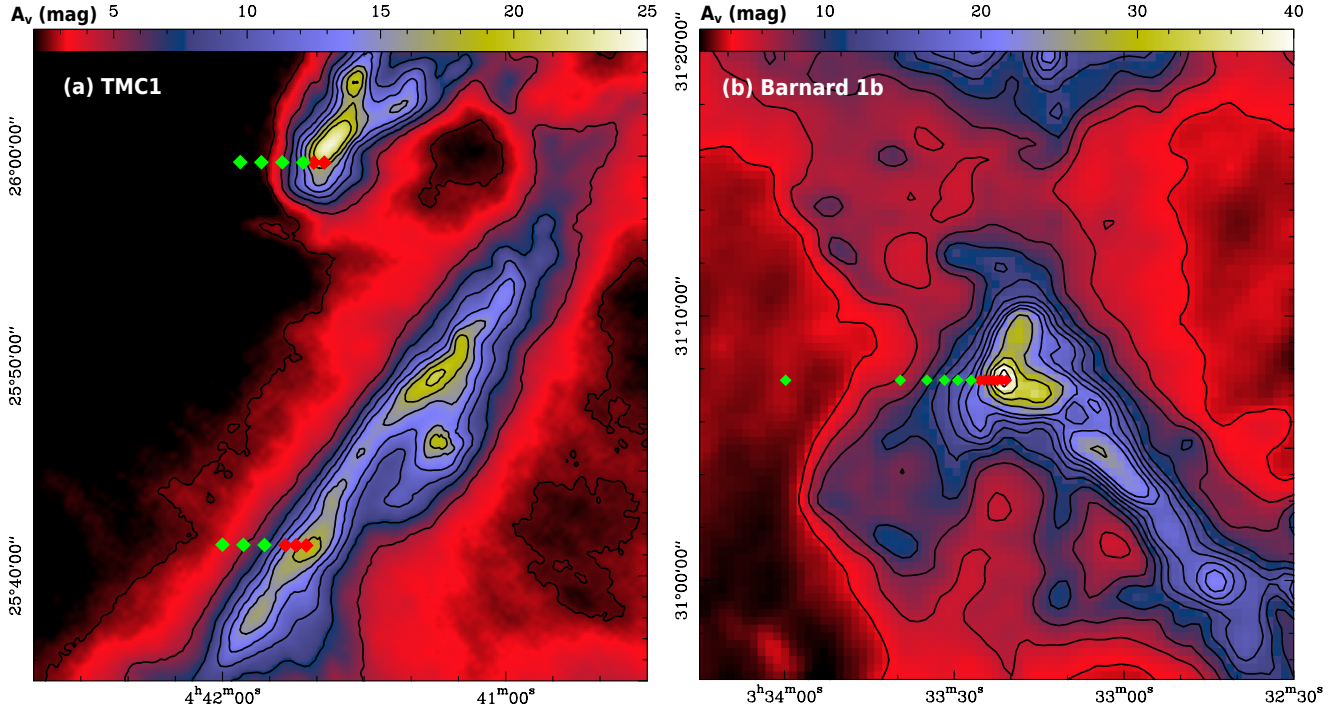 Aᵥ (mag) 5 10 15 20 25
(a) TMC1
26°00'00''
25°50'00''
25°40'00''
4ʰ42ᵐ00ˢ 41ᵐ00ˢ
Aᵥ (mag) 10 20 30 40
(b) Barnard 1b
31°20'00''
31°10'00''
31°00'00''
3ʰ34ᵐ00ˢ 33ᵐ30ˢ 33ᵐ00ˢ 32ᵐ30ˢ